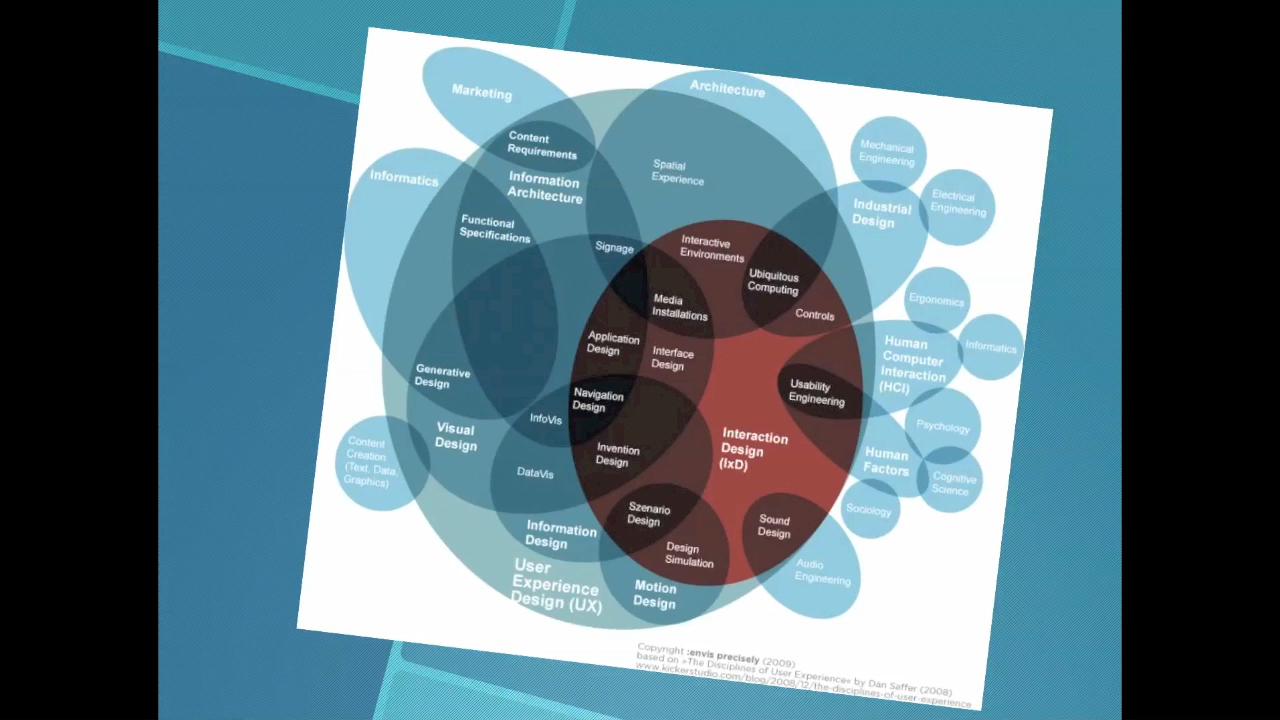 Marketing
Architecture
Content
Requirements
Mechanical
Engineering
Informatics
Information
Architecture
Spatial
Experience
Electrical
Engineering
Industrial
Design
Functional
Specifications
Signage
Interactive
Environments
Ubiquitous
Computing
Ergonomics
Media
Installations
Controls
Application
Design
Interface
Design
Human
Computer
Interaction
(HCI)
Informatics
Generative
Design
Navigation
Design
Usability
Engineering
InfoVis
Psychology
Visual
Design
Content
Creation
(Text, Data,
Graphics)
Invention
Design
Interaction
Design
(IxD)
Human
Factors
DataVis
Cognitive
Science
Szenario
Design
Sound
Design
Sociology
Information
Design
Design
Simulation
Audio
Engineering
User
Experience
Design (UX)
Motion
Design
Copyright :envis precisely (2009)
based on »The Disciplines of User Experience« by Dan Saffer (2008)
www.kickerstudio.com/blog/2008/12/the-disciplines-of-user-experience